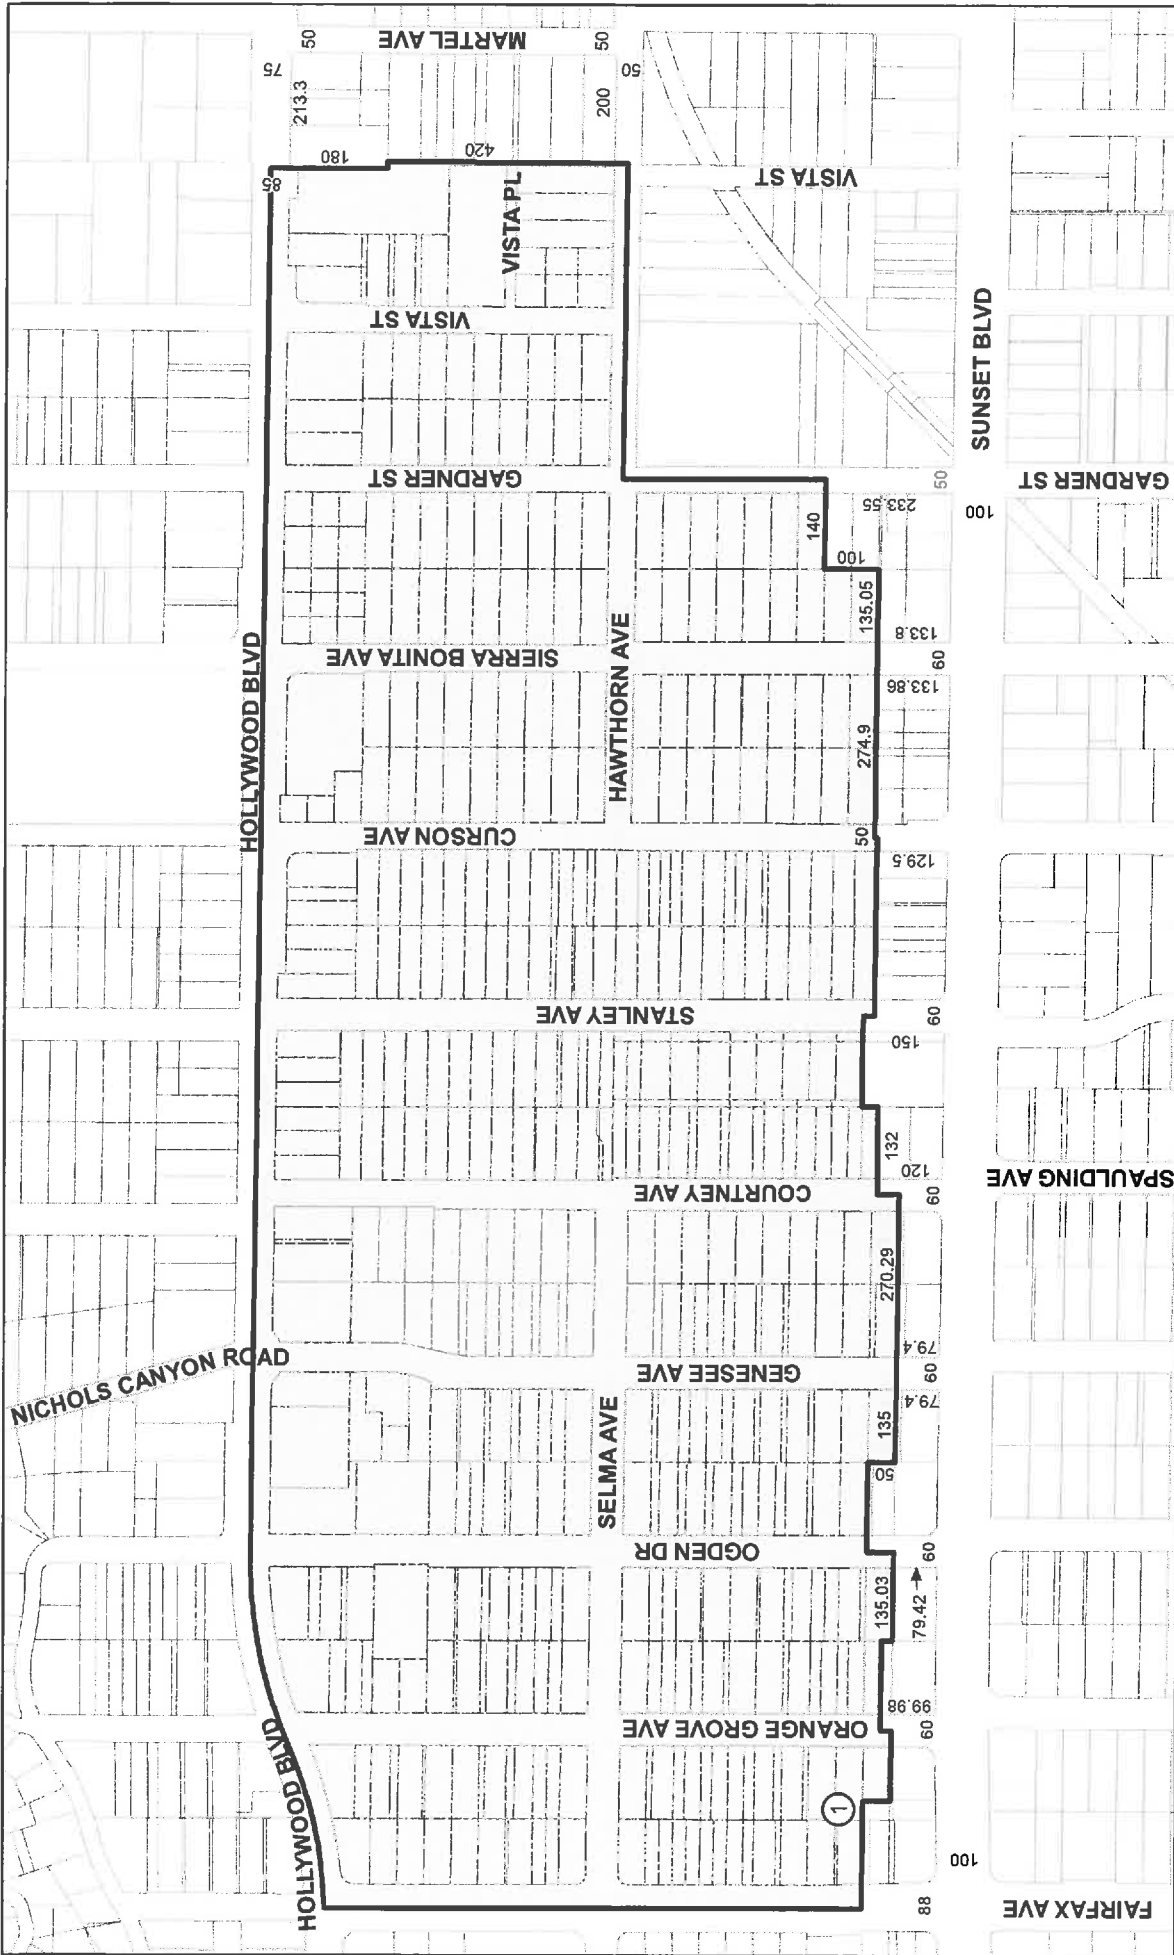 MARTEL AVE
50
50
75
213.3
200
50
180
420
85
VISTA PL
VISTA ST
VISTA ST
SUNSET BLVD
GARDNER ST
GARDNER ST
50
100
233.55
140
100
135.05
133.8
HOLLYWOOD BLVD
SIERRA BONITA AVE
HAWTHORN AVE
60
133.86
274.9
CURSON AVE
50
129.5
STANLEY AVE
60
150
132
120
COURTNEY AVE
60
SPAULDING AVE
270.29
79.4
NICHOLS CANYON ROAD
GENESEE AVE
60
79.4
135
50
SELMA AVE
OGDEN DR
60
135.03
79.42
99.98
ORANGE GROVE AVE
60
HOLLYWOOD BLVD
1
100
88
FAIRFAX AVE